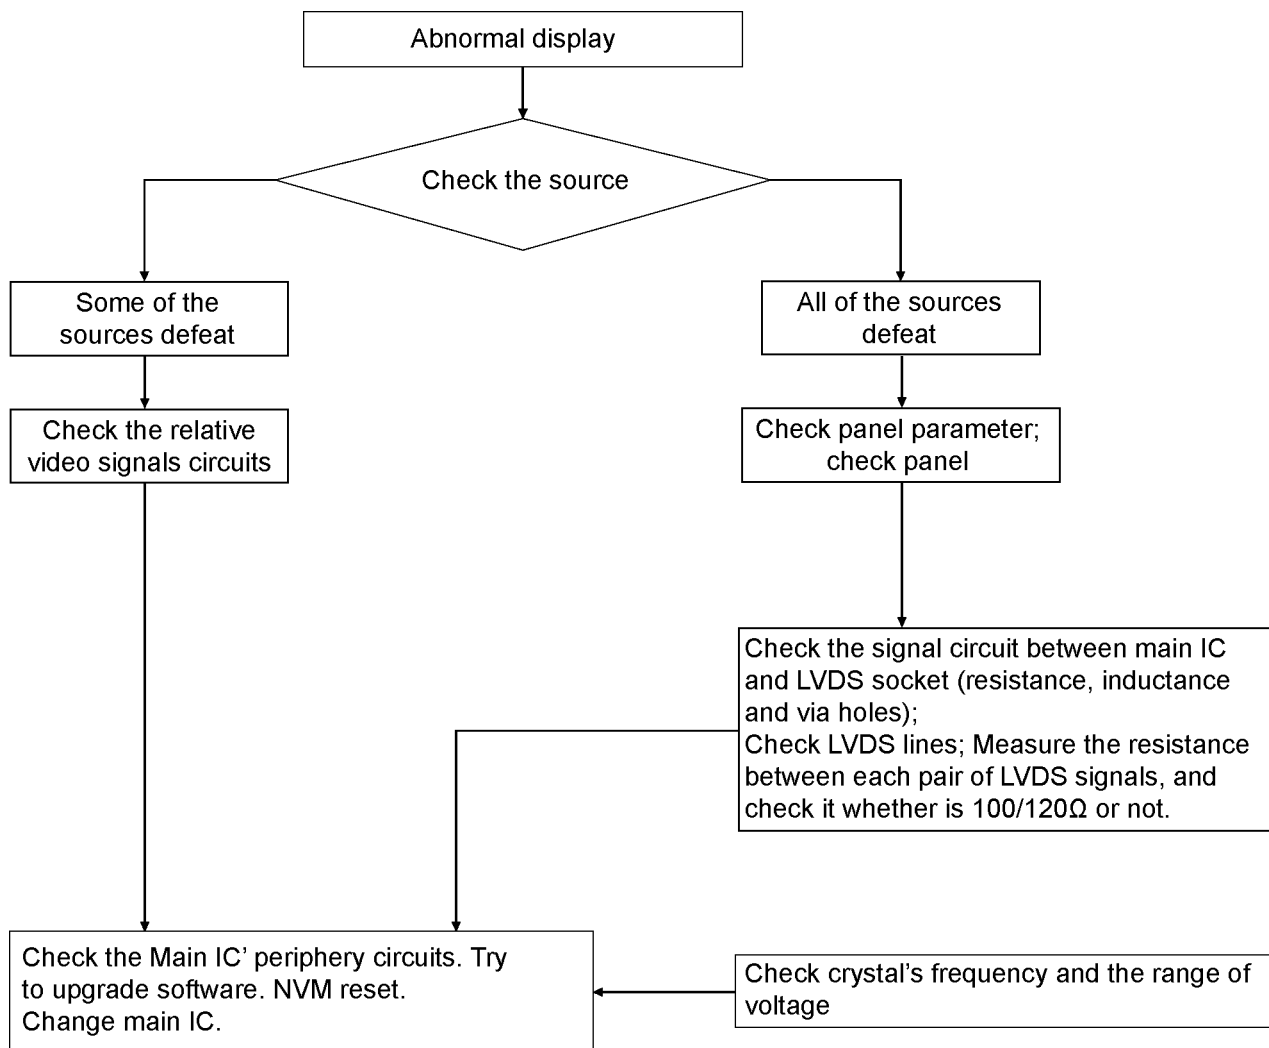 Abnormal display
Check the source
Some of the
sources defeat
All of the sources
defeat
Check the relative
video signals circuits
Check panel parameter;
check panel
Check the signal circuit between main IC
and LVDS socket (resistance, inductance
and via holes);
Check LVDS lines; Measure the resistance
between each pair of LVDS signals, and
check it whether is 100/120Ω or not.
Check the Main IC’ periphery circuits. Try
to upgrade software. NVM reset.
Change main IC.
Check crystal’s frequency and the range of
voltage